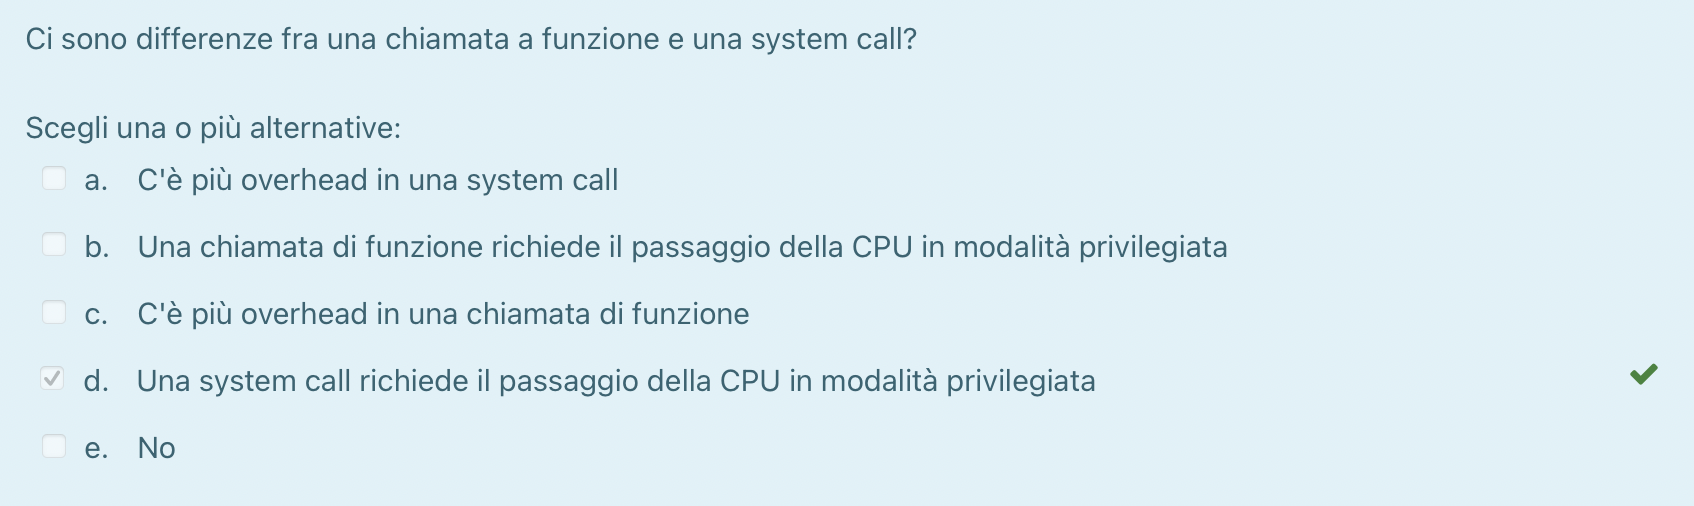 Ci sono differenze fra una chiamata a funzione e una system call?
Scegli una o più alternative:
a. C'è più overhead in una system call
b. Una chiamata di funzione richiede il passaggio della CPU in modalità privilegiata
c. C'è più overhead in una chiamata di funzione
d. Una system call richiede il passaggio della CPU in modalità privilegiata
e. No